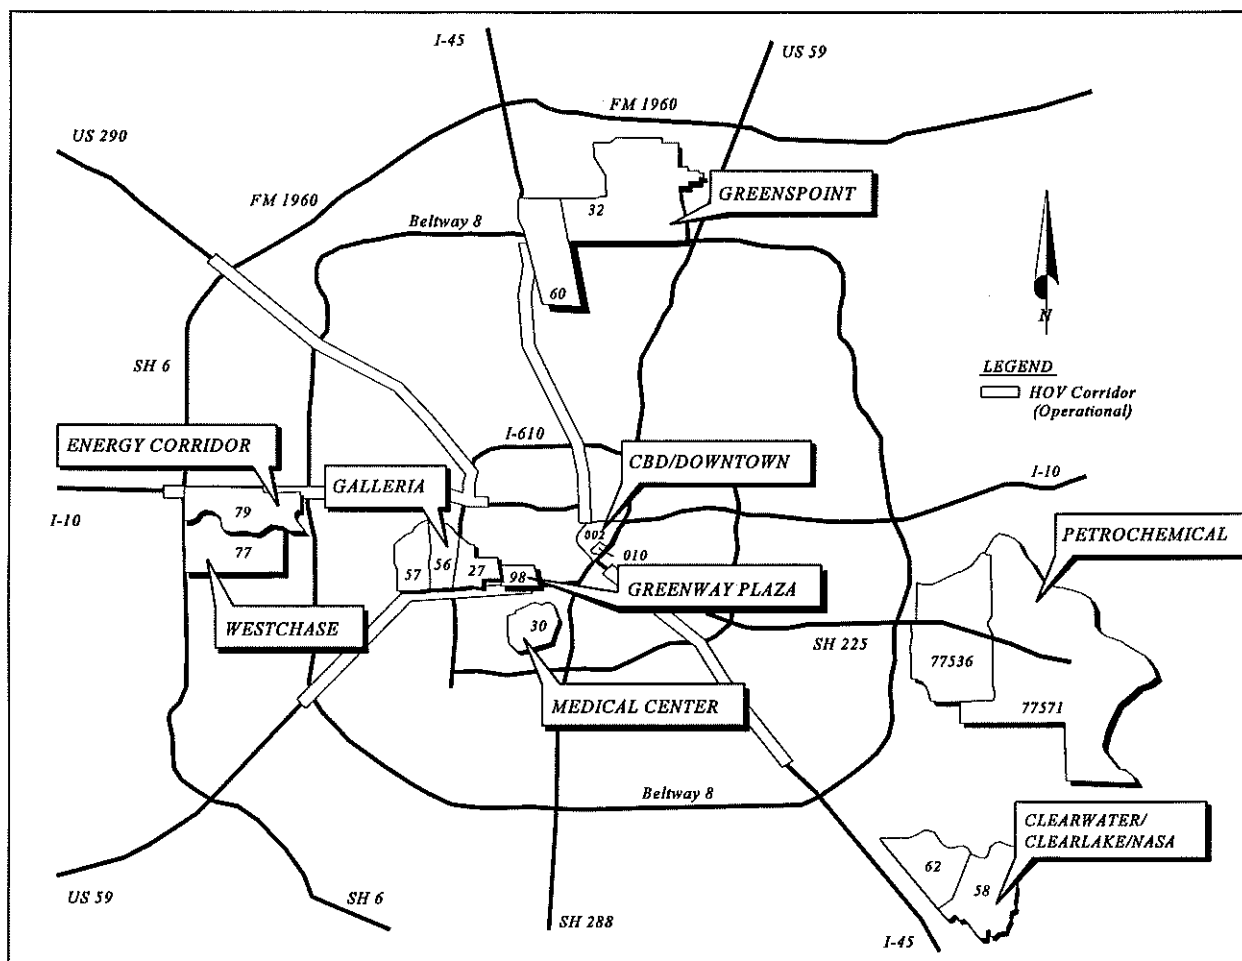 I-45
US 59
FM 1960
US 290
GREENSPOINT
FM 1960
32
Beltway 8
60
N
SH 6
LEGEND
HOV Corridor
(Operational)
ENERGY CORRIDOR
I-610
CBD/DOWNTOWN
GALLERIA
I-10
I-10
79
002
PETROCHEMICAL
77
010
57
56
27
98
GREENWAY PLAZA
WESTCHASE
30
SH 225
77536
MEDICAL CENTER
77571
Beltway 8
CLEARWATER/
CLEARLAKE/NASA
62
58
US 59
SH 6
SH 288
I-45